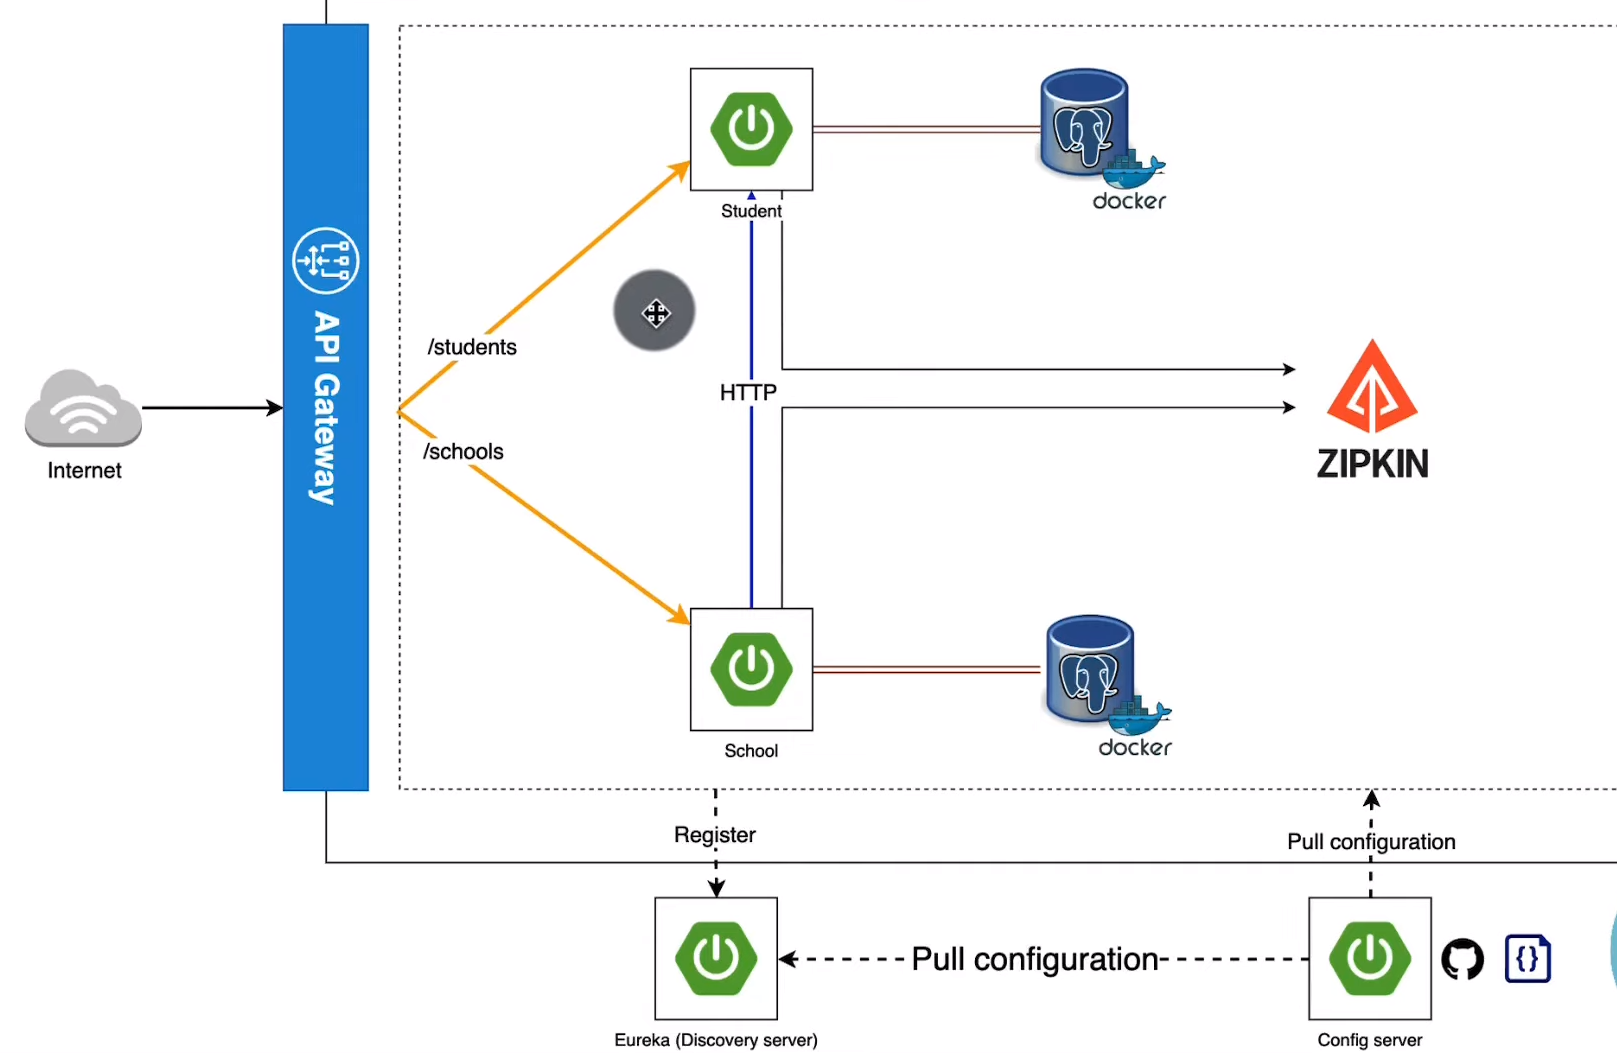 Student
docker
/students
API Gateway
HTTP
/schools
Internet
ZIPKIN
School
docker
Register
Pull configuration
Pull configuration
{}
Eureka (Discovery server)
Config server